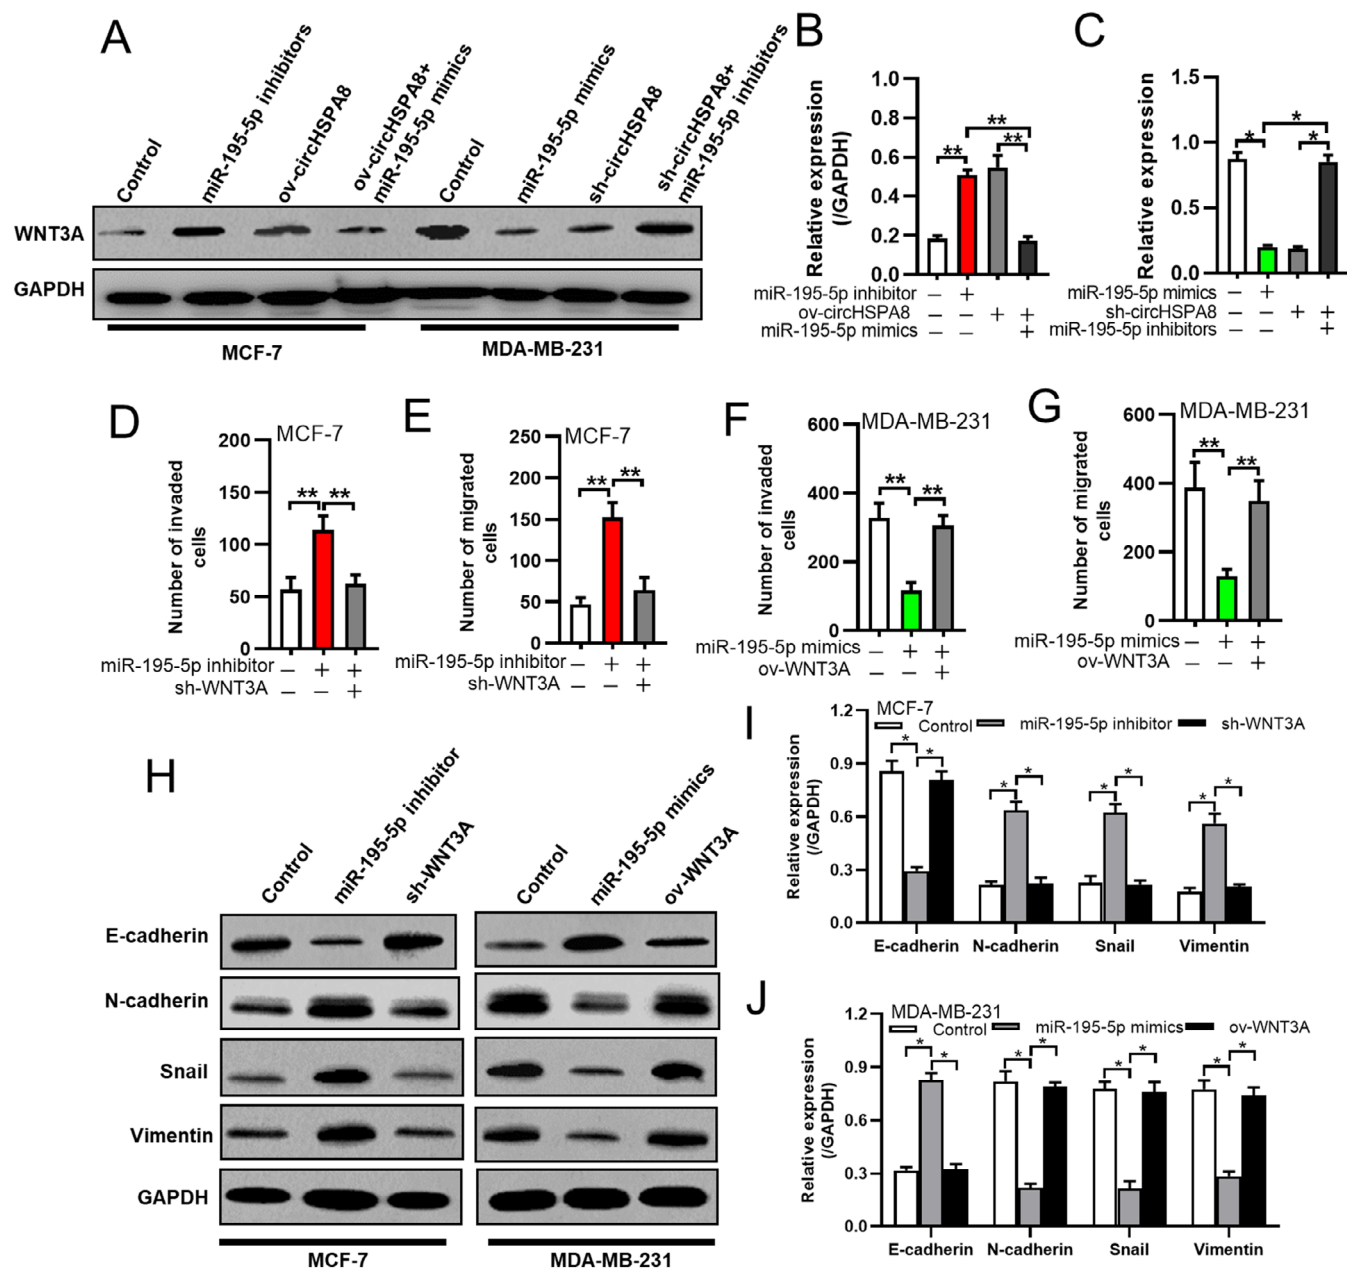 A
Control
miR-195-5p inhibitors
ov-circHSPA8
ov-circHSPA8+
miR-195-5p mimics
Control
miR-195-5p mimics
sh-circHSPA8
sh-circHSPA8+
miR-195-5p inhibitors
WNT3A
GAPDH
MCF-7
MDA-MB-231
B
Relative expression
(/GAPDH)
1.0
0.8
0.6
0.4
0.2
0.0
**
**
**
miR-195-5p inhibitor – +
ov-circHSPA8 – – + +
miR-195-5p mimics – – +
C
Relative expression
1.5
1.0
0.5
0.0
*
*
*
miR-195-5p mimics – +
sh-circHSPA8 – – + +
miR-195-5p inhibitors – – +
D
MCF-7
Number of invaded
cells
200
150
100
50
0
** **
miR-195-5p inhibitor – + +
sh-WNT3A – – +
E
MCF-7
Number of migrated
cells
250
200
150
100
50
0
** **
miR-195-5p inhibitor – + +
sh-WNT3A – – +
F
MDA-MB-231
Number of invaded
cells
600
400
200
0
** **
miR-195-5p mimics – + +
ov-WNT3A – – +
G
MDA-MB-231
Number of migrated
cells
600
400
200
0
** **
miR-195-5p mimics – + +
ov-WNT3A – – +
H
Control
miR-195-5p inhibitor
sh-WNT3A
Control
miR-195-5p mimics
ov-WNT3A
E-cadherin
N-cadherin
Snail
Vimentin
GAPDH
MCF-7
MDA-MB-231
I
MCF-7
Control miR-195-5p inhibitor sh-WNT3A
Relative expression
(/GAPDH)
1.2
0.9
0.6
0.3
0.0
* * * * * * * *
E-cadherin N-cadherin Snail Vimentin
J
MDA-MB-231
Control miR-195-5p mimics ov-WNT3A
Relative expression
(/GAPDH)
1.2
0.9
0.6
0.3
0.0
* * * * * * * *
E-cadherin N-cadherin Snail Vimentin